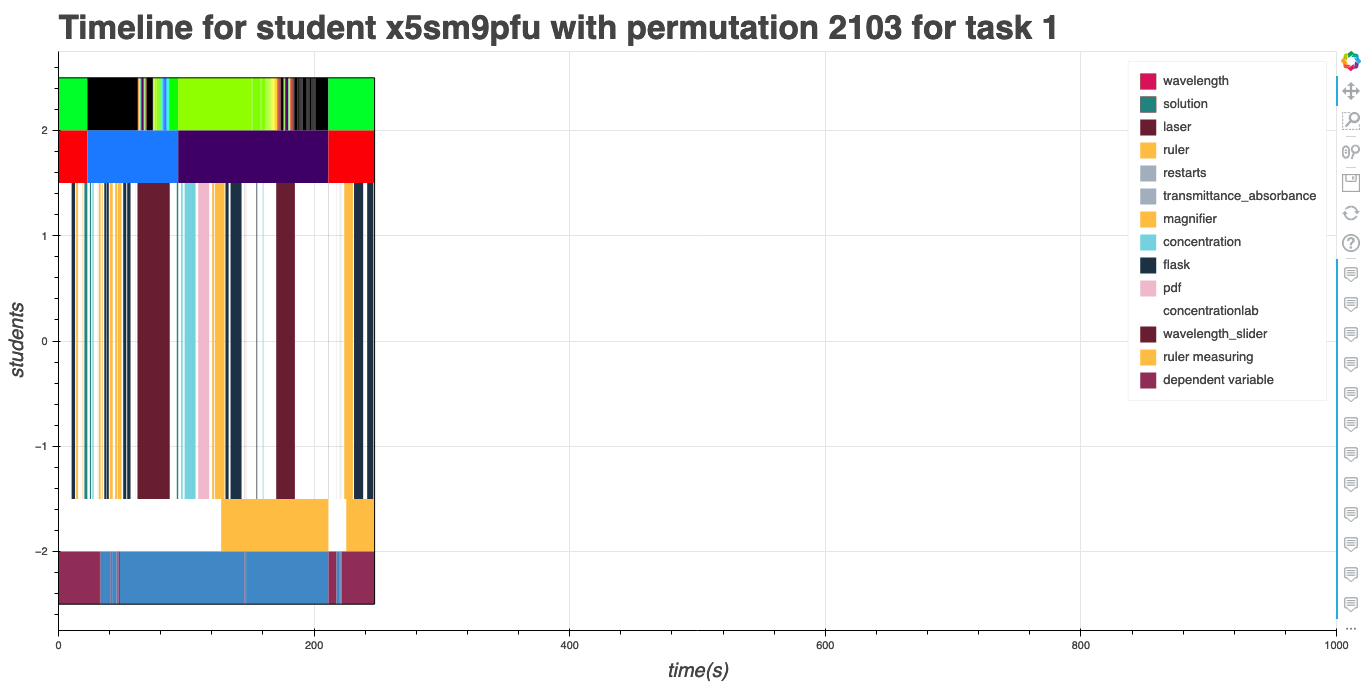 Timeline for student x5sm9pfu with permutation 2103 for task 1
wavelength
solution
laser
ruler
restarts
transmittance_absorbance
magnifier
concentration
flask
pdf
concentrationlab
wavelength_slider
ruler measuring
dependent variable
2
1
0
−1
−2
students
0
200
400
600
800
1000
time(s)